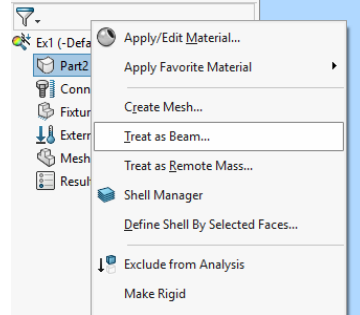 Ex1 (-Defa
Part2
Conn
Fixtur
Extern
Mesh
Resul
Apply/Edit Material...
Apply Favorite Material
Create Mesh...
Treat as Beam...
Treat as Remote Mass...
Shell Manager
Define Shell By Selected Faces...
Exclude from Analysis
Make Rigid